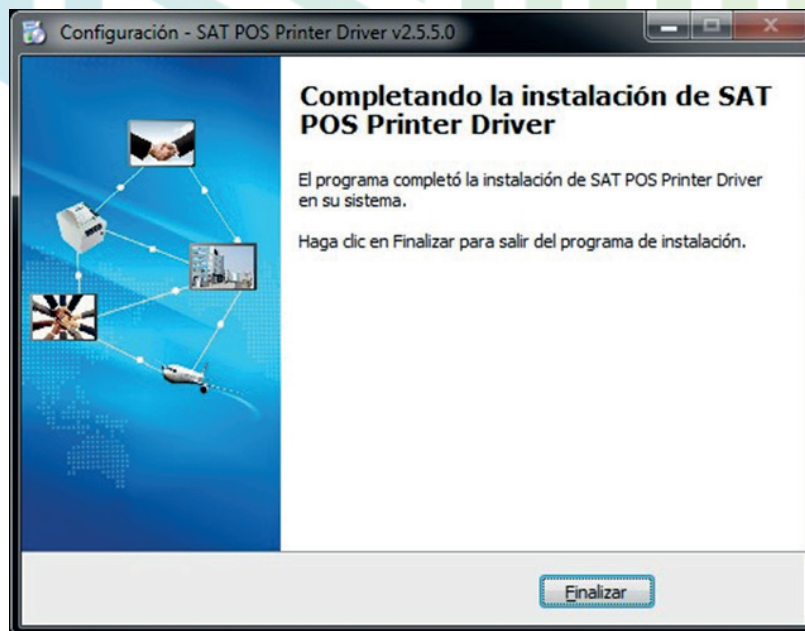 Configuración - SAT POS Printer Driver v2.5.5.0
Completando la instalación de SAT
POS Printer Driver
El programa completó la instalación de SAT POS Printer Driver
en su sistema.
Haga clic en Finalizar para salir del programa de instalación.
Finalizar